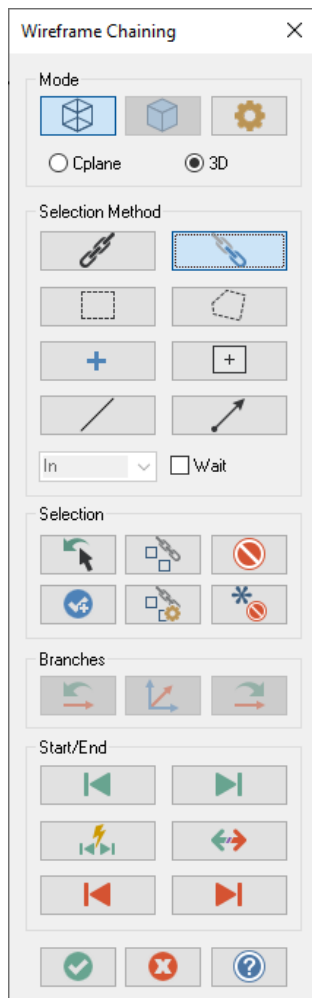 Wireframe Chaining
Mode
Cplane
3D
Selection Method
In
Wait
Selection
Branches
Start/End